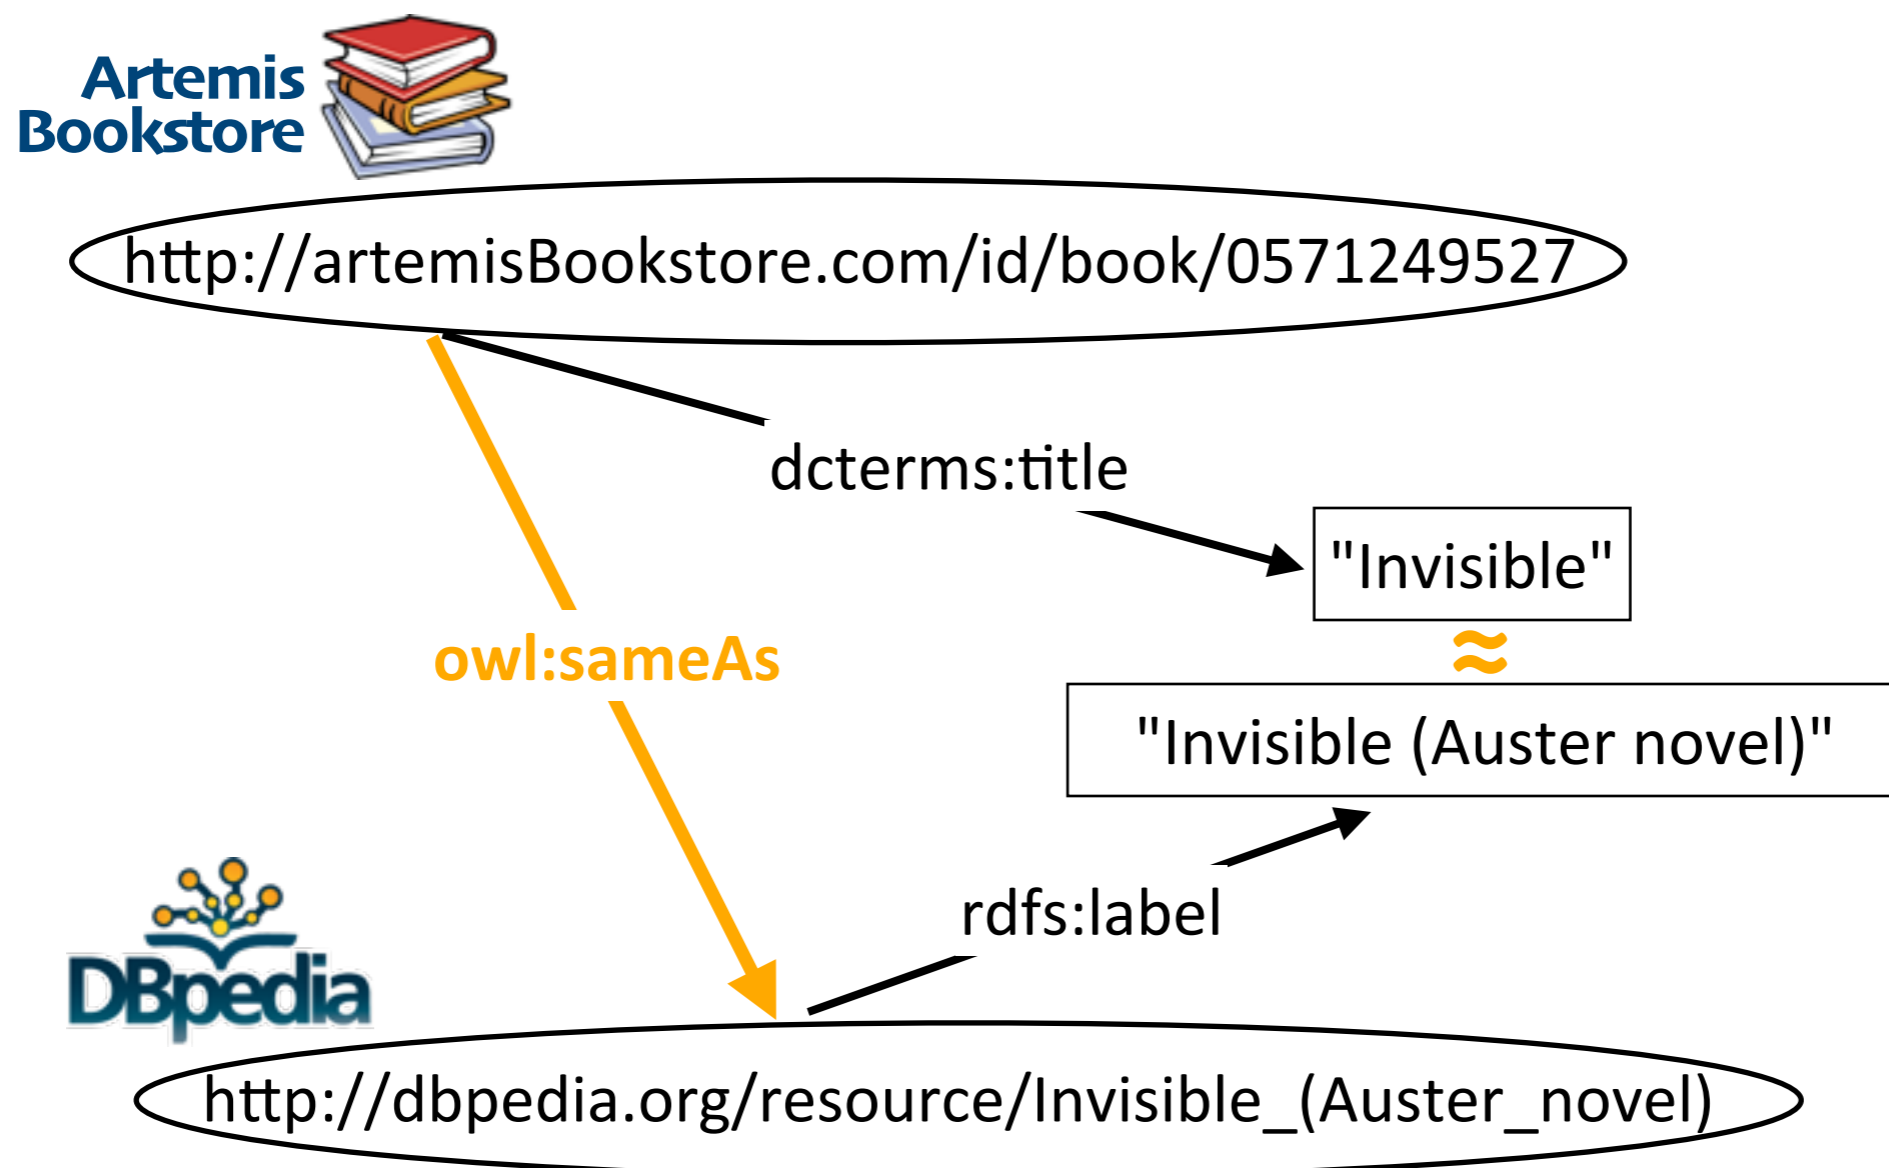 Artemis
Bookstore
http://artemisBookstore.com/id/book/0571249527
dcterms:title
"Invisible"
≈
owl:sameAs
"Invisible (Auster novel)"
rdfs:label
DBpedia
http://dbpedia.org/resource/Invisible_(Auster_novel)